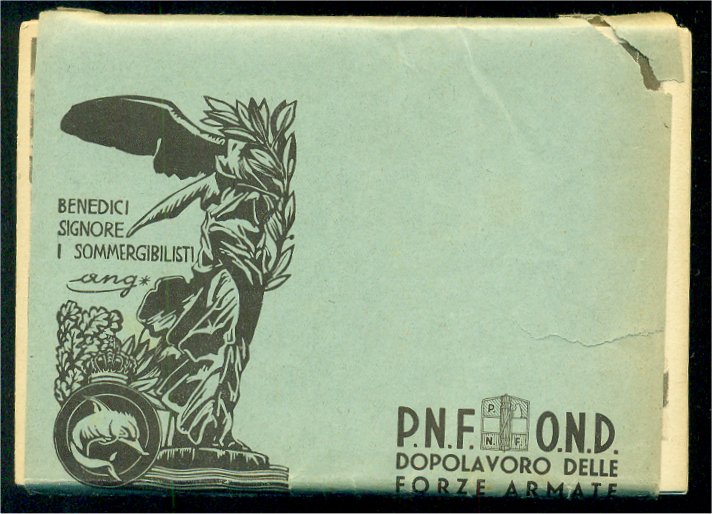 BENEDICI
SIGNORE
I SOMMERGIBILISTI
ang*
P.N.F. P. N. F. O.N.D.
DOPOLAVORO DELLE
FORZE ARMATE